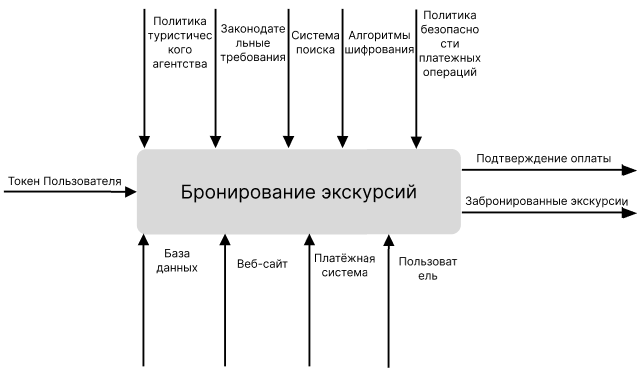 Политика
туристичес
кого
агентства
Законодате
льные
требования
Система
поиска
Алгоритмы
шифрования
Политика
безопасно
сти
платежных
операций
Токен Пользователя
Бронирование экскурсий
Подтверждение оплаты
Забронированные экскурсии
База
данных
Веб-сайт
Платёжная
система
Пользоват
ель